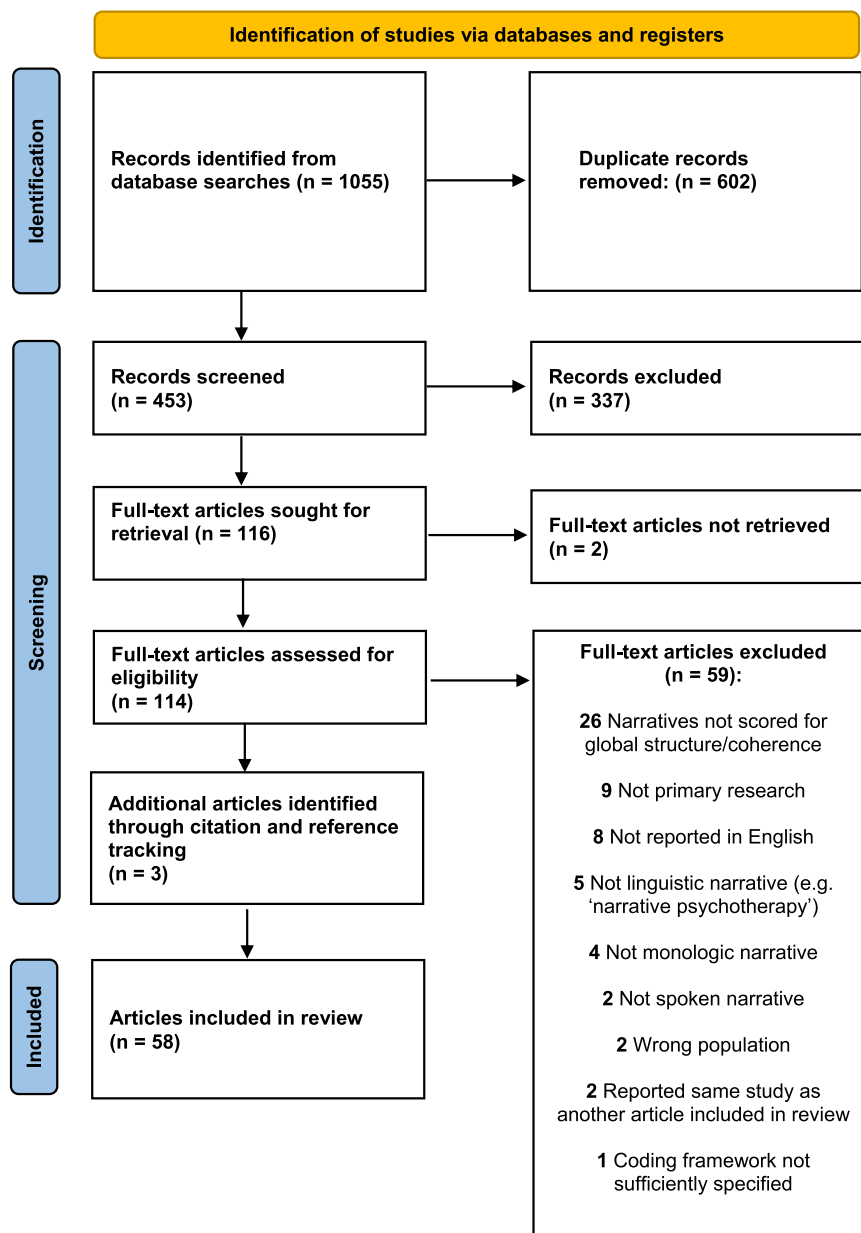 Identification of studies via databases and registers
Identification
Records identified from
database searches (n = 1055)
Duplicate records
removed: (n = 602)
Screening
Records screened
(n = 453)
Records excluded
(n = 337)
Full-text articles sought for
retrieval (n = 116)
Full-text articles not retrieved
(n = 2)
Full-text articles assessed for
eligibility
(n = 114)
Full-text articles excluded
(n = 59):
26 Narratives not scored for
global structure/coherence
9 Not primary research
8 Not reported in English
5 Not linguistic narrative (e.g.
‘narrative psychotherapy’)
4 Not monologic narrative
2 Not spoken narrative
2 Wrong population
2 Reported same study as
another article included in review
1 Coding framework not
sufficiently specified
Additional articles identified
through citation and reference
tracking
(n = 3)
Included
Articles included in review
(n = 58)